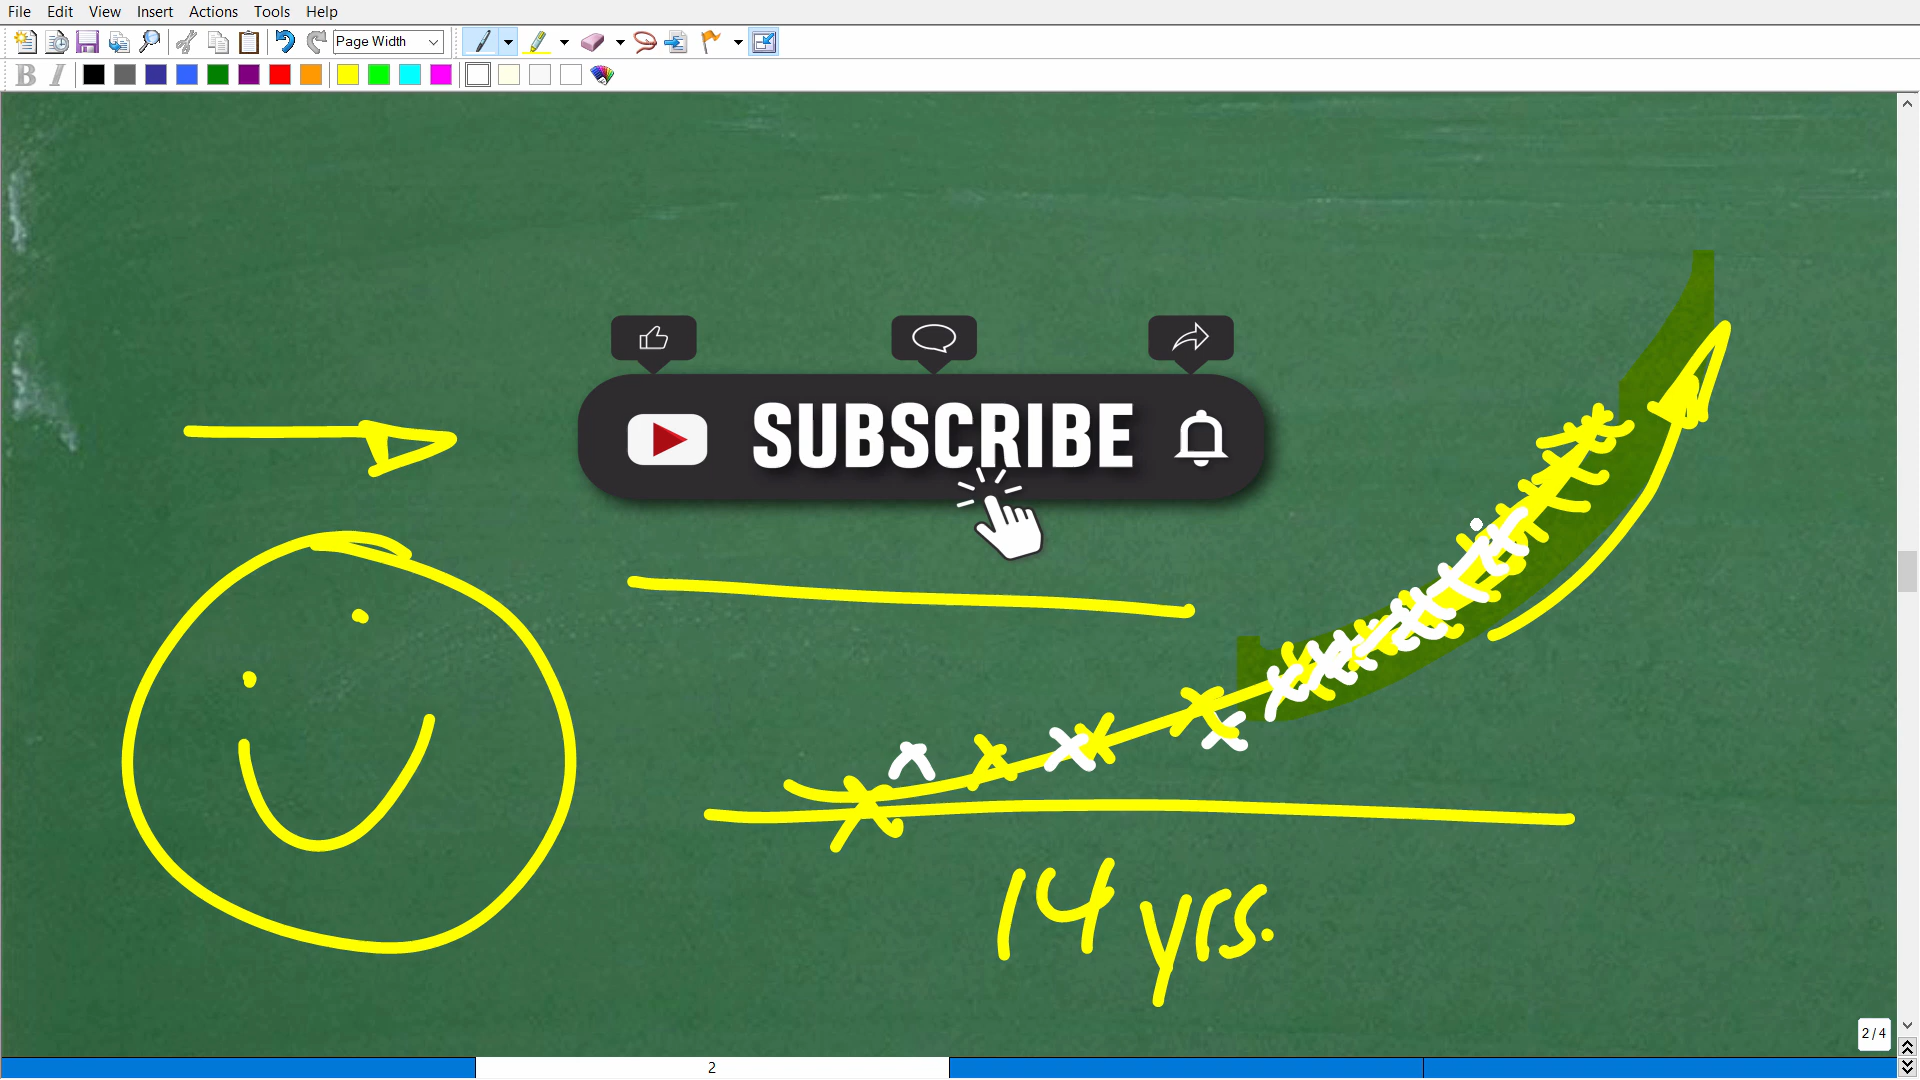 File Edit View Insert Actions Tools Help
Page Width
B I
SUBSCRIBE
14 yrs.
2 / 4
2